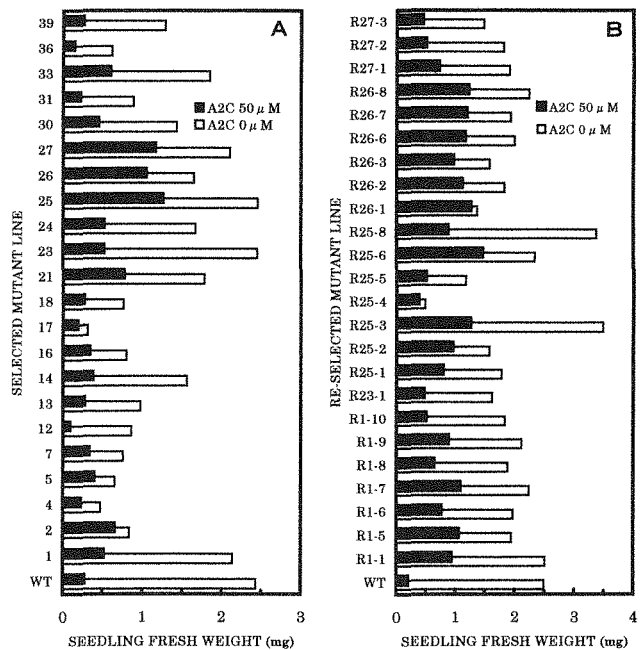 A
SELECTED MUTANT LINE
39
36
33
31
30
27
26
25
24
23
21
18
17
16
14
13
12
7
5
4
2
1
WT
A2C 50 μM
A2C 0 μM
0 1 2 3
SEEDLING FRESH WEIGHT (mg)
B
RE-SELECTED MUTANT LINE
R27-3
R27-2
R27-1
R26-8
R26-7
R26-6
R26-3
R26-2
R26-1
R25-8
R25-6
R25-5
R25-4
R25-3
R25-2
R25-1
R23-1
R1-10
R1-9
R1-8
R1-7
R1-6
R1-5
R1-1
WT
A2C 50 μM
A2C 0 μM
0 1 2 3 4
SEEDLING FRESH WEIGHT (mg)